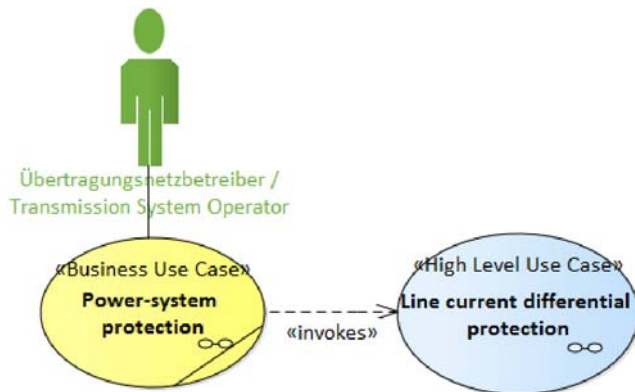 Übertragungsnetzbetreiber /
Transmission System Operator
«Business Use Case»
Power-system
protection
«invokes»
«High Level Use Case»
Line current differential
protection